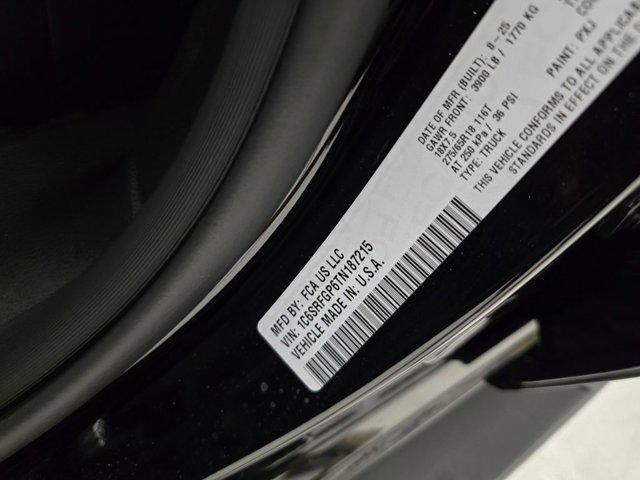 MFD BY: FCA US LLC
DATE OF MFR (BUILT): 8-25
GAWR FRONT: 3900 LB / 1770 KG
18X7.5
275/65R18 116T
AT 250 kPa / 36 PSI
TYPE: TRUCK
PAINT: PXJ
THIS VEHICLE CONFORMS TO ALL
STANDARDS IN EFFECT ON THE
VIN: 1C6SRFGP6TN187215
VEHICLE MADE IN: U.S.A.